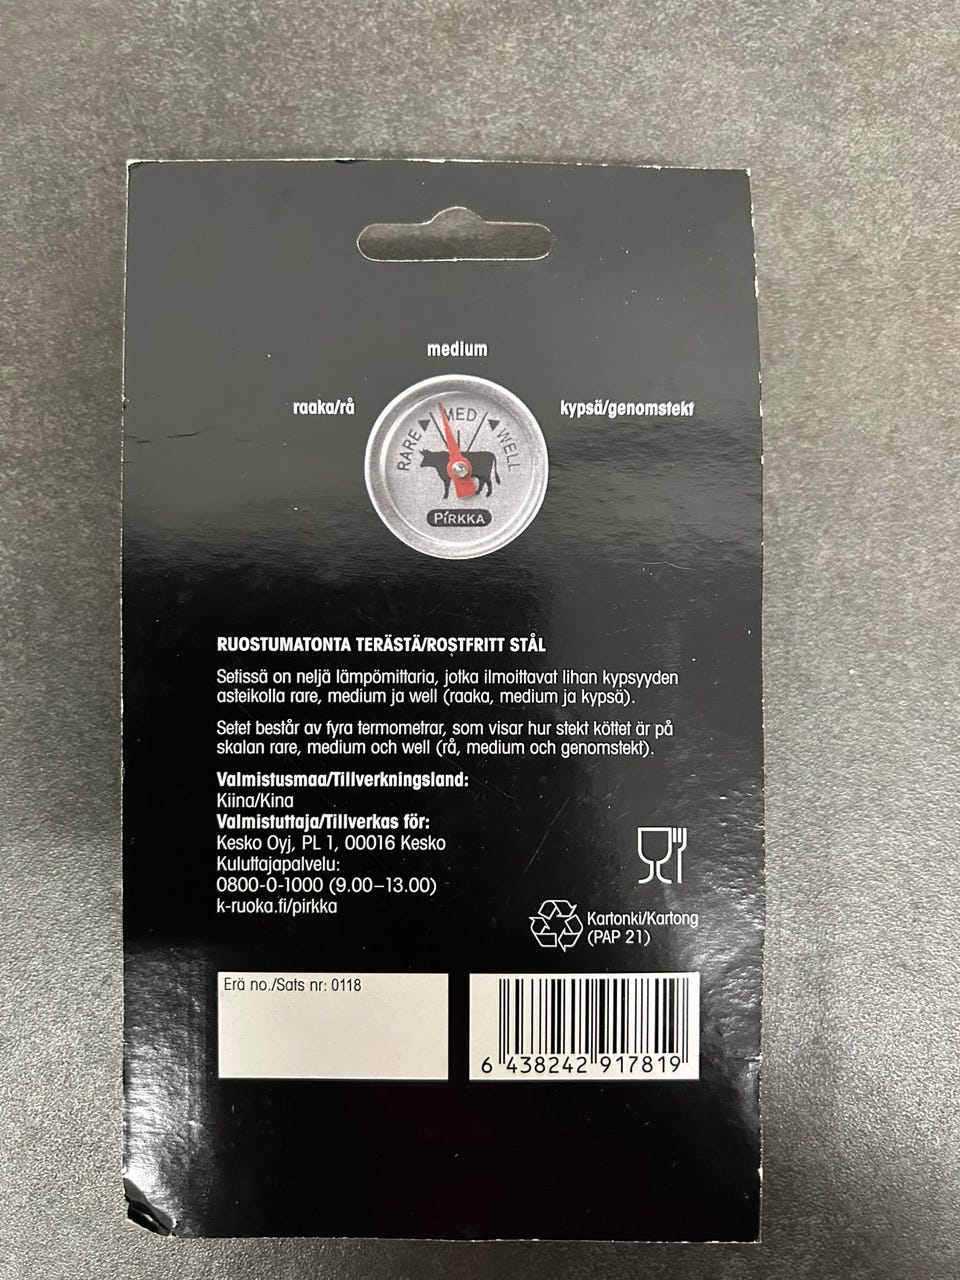 medium
raaka/rå
kypsä/genomstekt
RARE MED WELL
PIRKKA
RUOSTUMATONTA TERÄSTÄ/ROSTFRITT STÅL
Setissä on neljä lämpömittaria, jotka ilmoittavat lihan kypsyyden
asteikolla rare, medium ja well (raaka, medium ja kypsä).
Setet består av fyra termometrar, som visar hur stekt köttet är på
skalan rare, medium och well (rå, medium och genomstekt).
Valmistusmaa/Tillverkningsland:
Kiina/Kina
Valmistuttaja/Tillverkas för:
Kesko Oyj, PL 1, 00016 Kesko
Kuluttajapalvelu:
0800-0-1000 (9.00–13.00)
k-ruoka.fi/pirkka
Kartonki/Kartong
(PAP 21)
Erä no./Sats nr: 0118
6 438242 917819